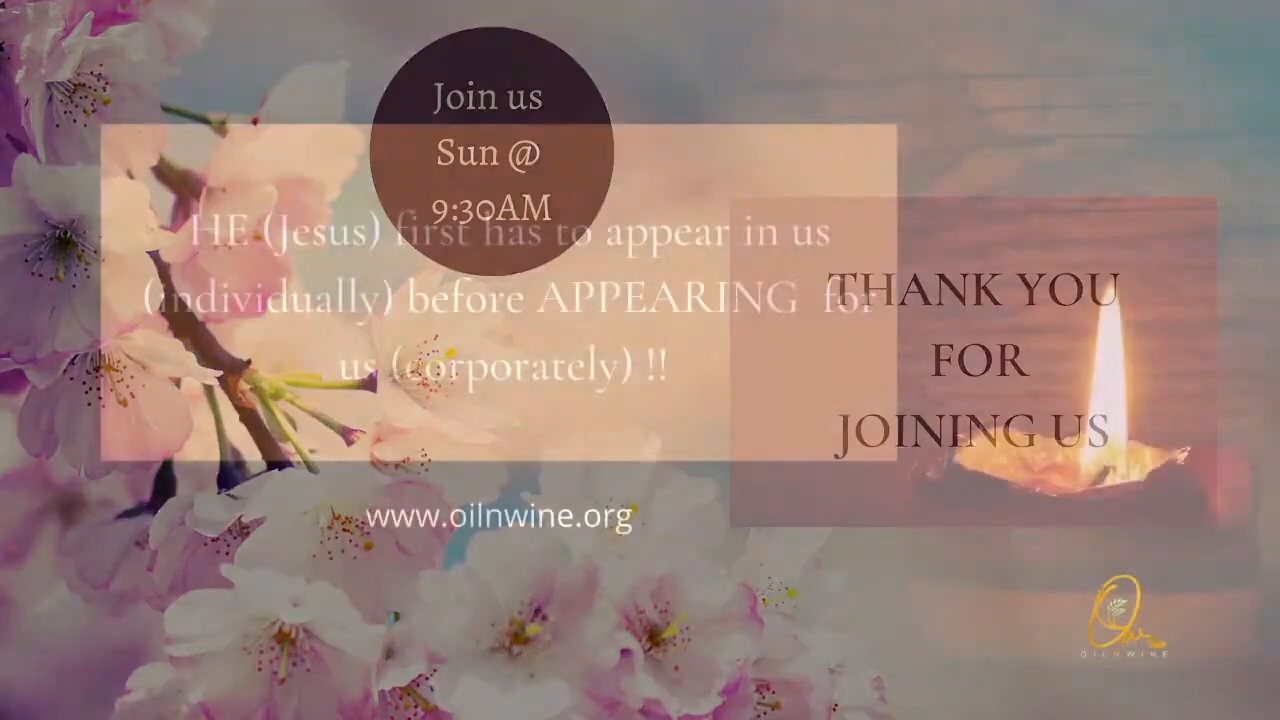 Join us
Sun @
9:30AM
HE (Jesus) first has to appear in us
(individually) before APPEARING for
us (corporately) !!
THANK YOU
FOR
JOINING US
www.oilnwine.org
OILNWINE